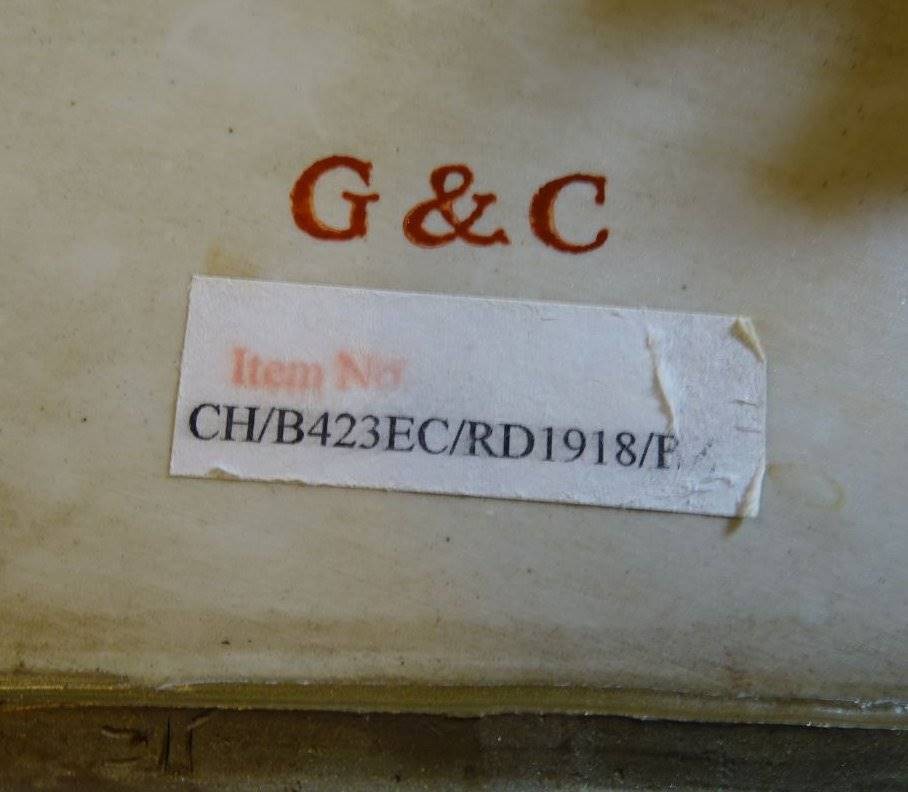 G & C
Item No
CH/B423EC/RD1918/